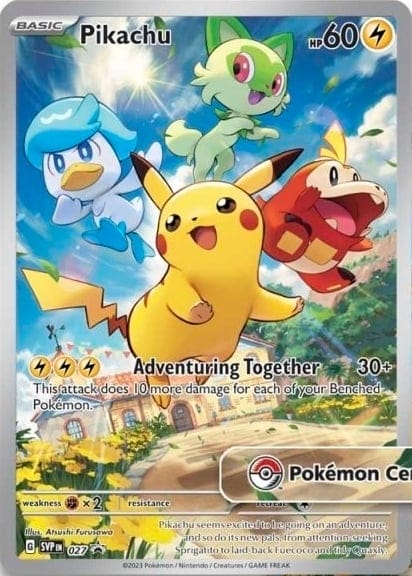 BASIC Pikachu HP60
Adventuring Together 30+
This attack does 10 more damage for each of your Benched
Pokémon.
Pokémon Cen
weakness ×2 resistance retreat
Illus. Atsushi Furusawa
G SVP EN 027
Pikachu seems excited to be going on an adventure,
and so do its new pals, from attention-seeking
Sprigatito to laid-back Fuecoco and tidy Quaxly.
©2023 Pokémon / Nintendo / Creatures / GAME FREAK